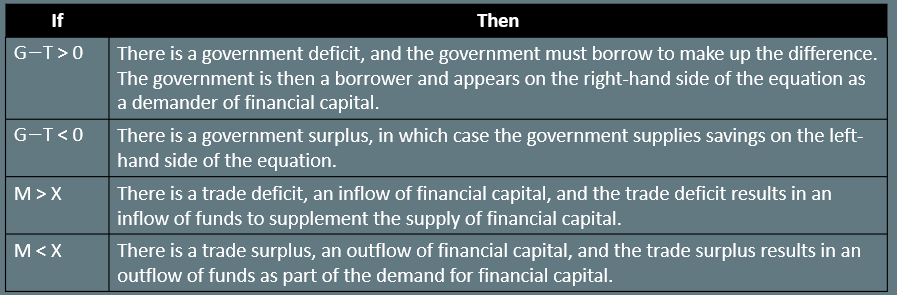 If Then
G−T > 0 There is a government deficit, and the government must borrow to make up the difference.
The government is then a borrower and appears on the right-hand side of the equation as
a demander of financial capital.
G−T < 0 There is a government surplus, in which case the government supplies savings on the left-
hand side of the equation.
M > X There is a trade deficit, an inflow of financial capital, and the trade deficit results in an
inflow of funds to supplement the supply of financial capital.
M < X There is a trade surplus, an outflow of financial capital, and the trade surplus results in an
outflow of funds as part of the demand for financial capital.